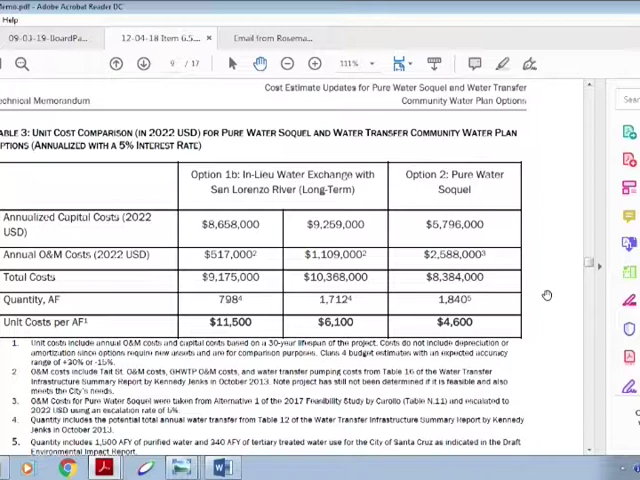 Memo.pdf - Adobe Acrobat Reader DC
Help
09-03-19-BoardPa...
12-04-18 Item 6.5...
×
Email from Rosema...
9 / 17
111%
Cost Estimate Updates for Pure Water Soquel and Water Transfer
Technical Memorandum
Community Water Plan Options
TABLE 3: UNIT COST COMPARISON (IN 2022 USD) FOR PURE WATER SOQUEL AND WATER TRANSFER COMMUNITY WATER PLAN
OPTIONS (ANNUALIZED WITH A 5% INTEREST RATE)
Option 1b: In-Lieu Water Exchange with San Lorenzo River (Long-Term)
Option 2: Pure Water Soquel
Annualized Capital Costs (2022 USD) $8,658,000 $9,259,000 $5,796,000
Annual O&M Costs (2022 USD) $517,000² $1,109,000² $2,588,000³
Total Costs $9,175,000 $10,368,000 $8,384,000
Quantity, AF 798⁴ 1,712⁴ 1,840⁵
Unit Costs per AF¹ $11,500 $6,100 $4,600
1. Unit costs include annual O&M costs and capital costs based on a 30-year lifespan of the project. Costs do not include depreciation or
amortization since options require new assets and are for comparison purposes. Class 4 budget estimates with an expected accuracy
range of +30% or -15%.
2 O&M costs include Tait St. O&M costs, GHWTP O&M costs, and water transfer pumping costs from Table 16 of the Water Transfer
Infrastructure Summary Report by Kennedy Jenks in October 2013. Note project has still not been determined if it is feasible and also
meets the City's needs.
3. O&M Costs for Pure Water Soquel were taken from Alternative 1 of the 2017 Feasibility Study by Carollo (Table N.11) and escalated to
2022 USD using an escalation rate of 5%.
4. Quantity includes the potential total annual water transfer from Table 12 of the Water Transfer Infrastructure Summary Report by Kennedy
Jenks in October 2013.
5. Quantity includes 1,500 AFY of purified water and 340 AFY of tertiary treated water use for the City of Santa Cruz as indicated in the Draft
Environmental Impact Report.
Sear